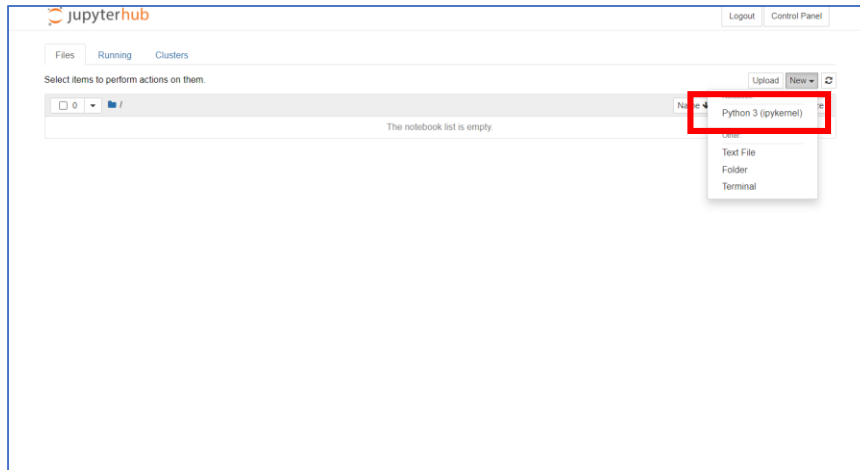 jupyterhub
Logout Control Panel
Files Running Clusters
Select items to perform actions on them.
Upload New
0 /
The notebook list is empty.
Python 3 (ipykernel)
Other:
Text File
Folder
Terminal